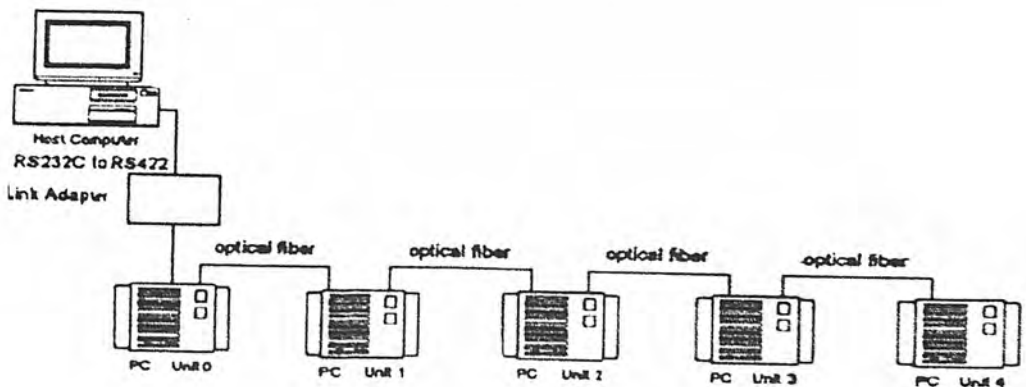 Host Computer
RS232C to RS422
Link Adapter
optical fiber
optical fiber
optical fiber
optical fiber
PC Unit 0
PC Unit 1
PC Unit 2
PC Unit 3
PC Unit 4